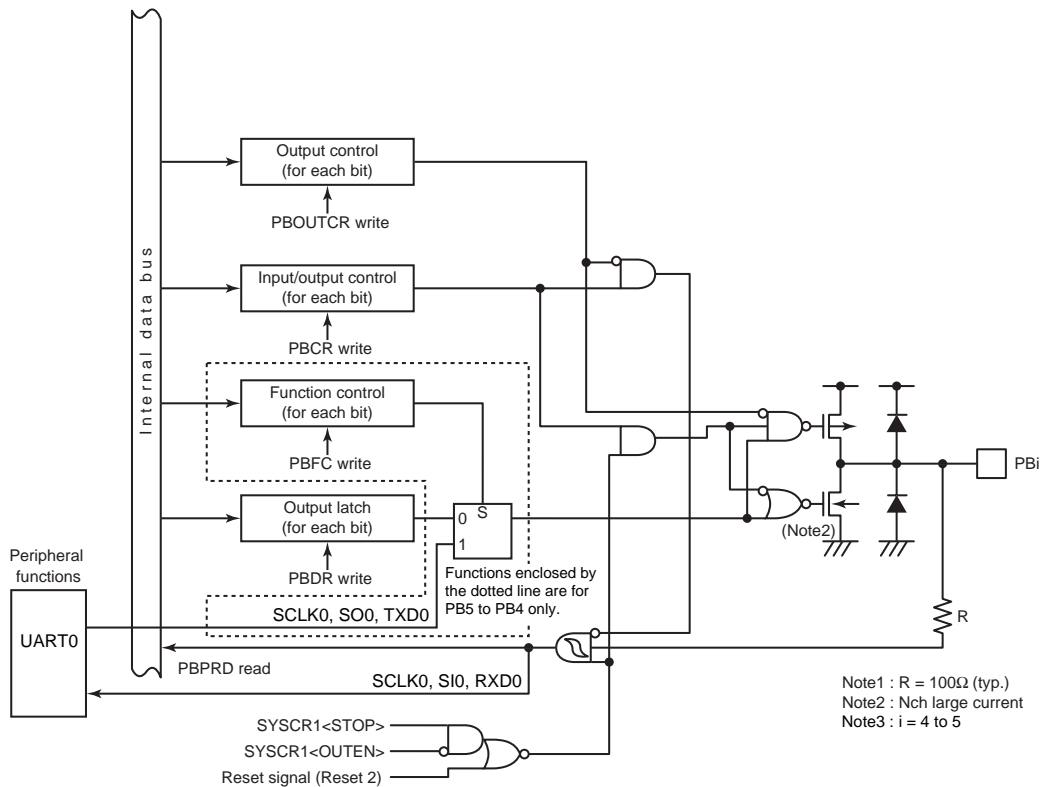 Internal data bus
Output control
(for each bit)
PBOUTCR write
Input/output control
(for each bit)
PBCR write
Function control
(for each bit)
PBFC write
Output latch
(for each bit)
PBDR write
0
S
1
Functions enclosed by
the dotted line are for
PB5 to PB4 only.
(Note2)
PBi
R
Peripheral
functions
UART0
SCLK0, SO0, TXD0
PBPRD read
SCLK0, SI0, RXD0
SYSCR1<STOP>
SYSCR1<OUTEN>
Reset signal (Reset 2)
Note1 : R = 100Ω (typ.)
Note2 : Nch large current
Note3 : i = 4 to 5